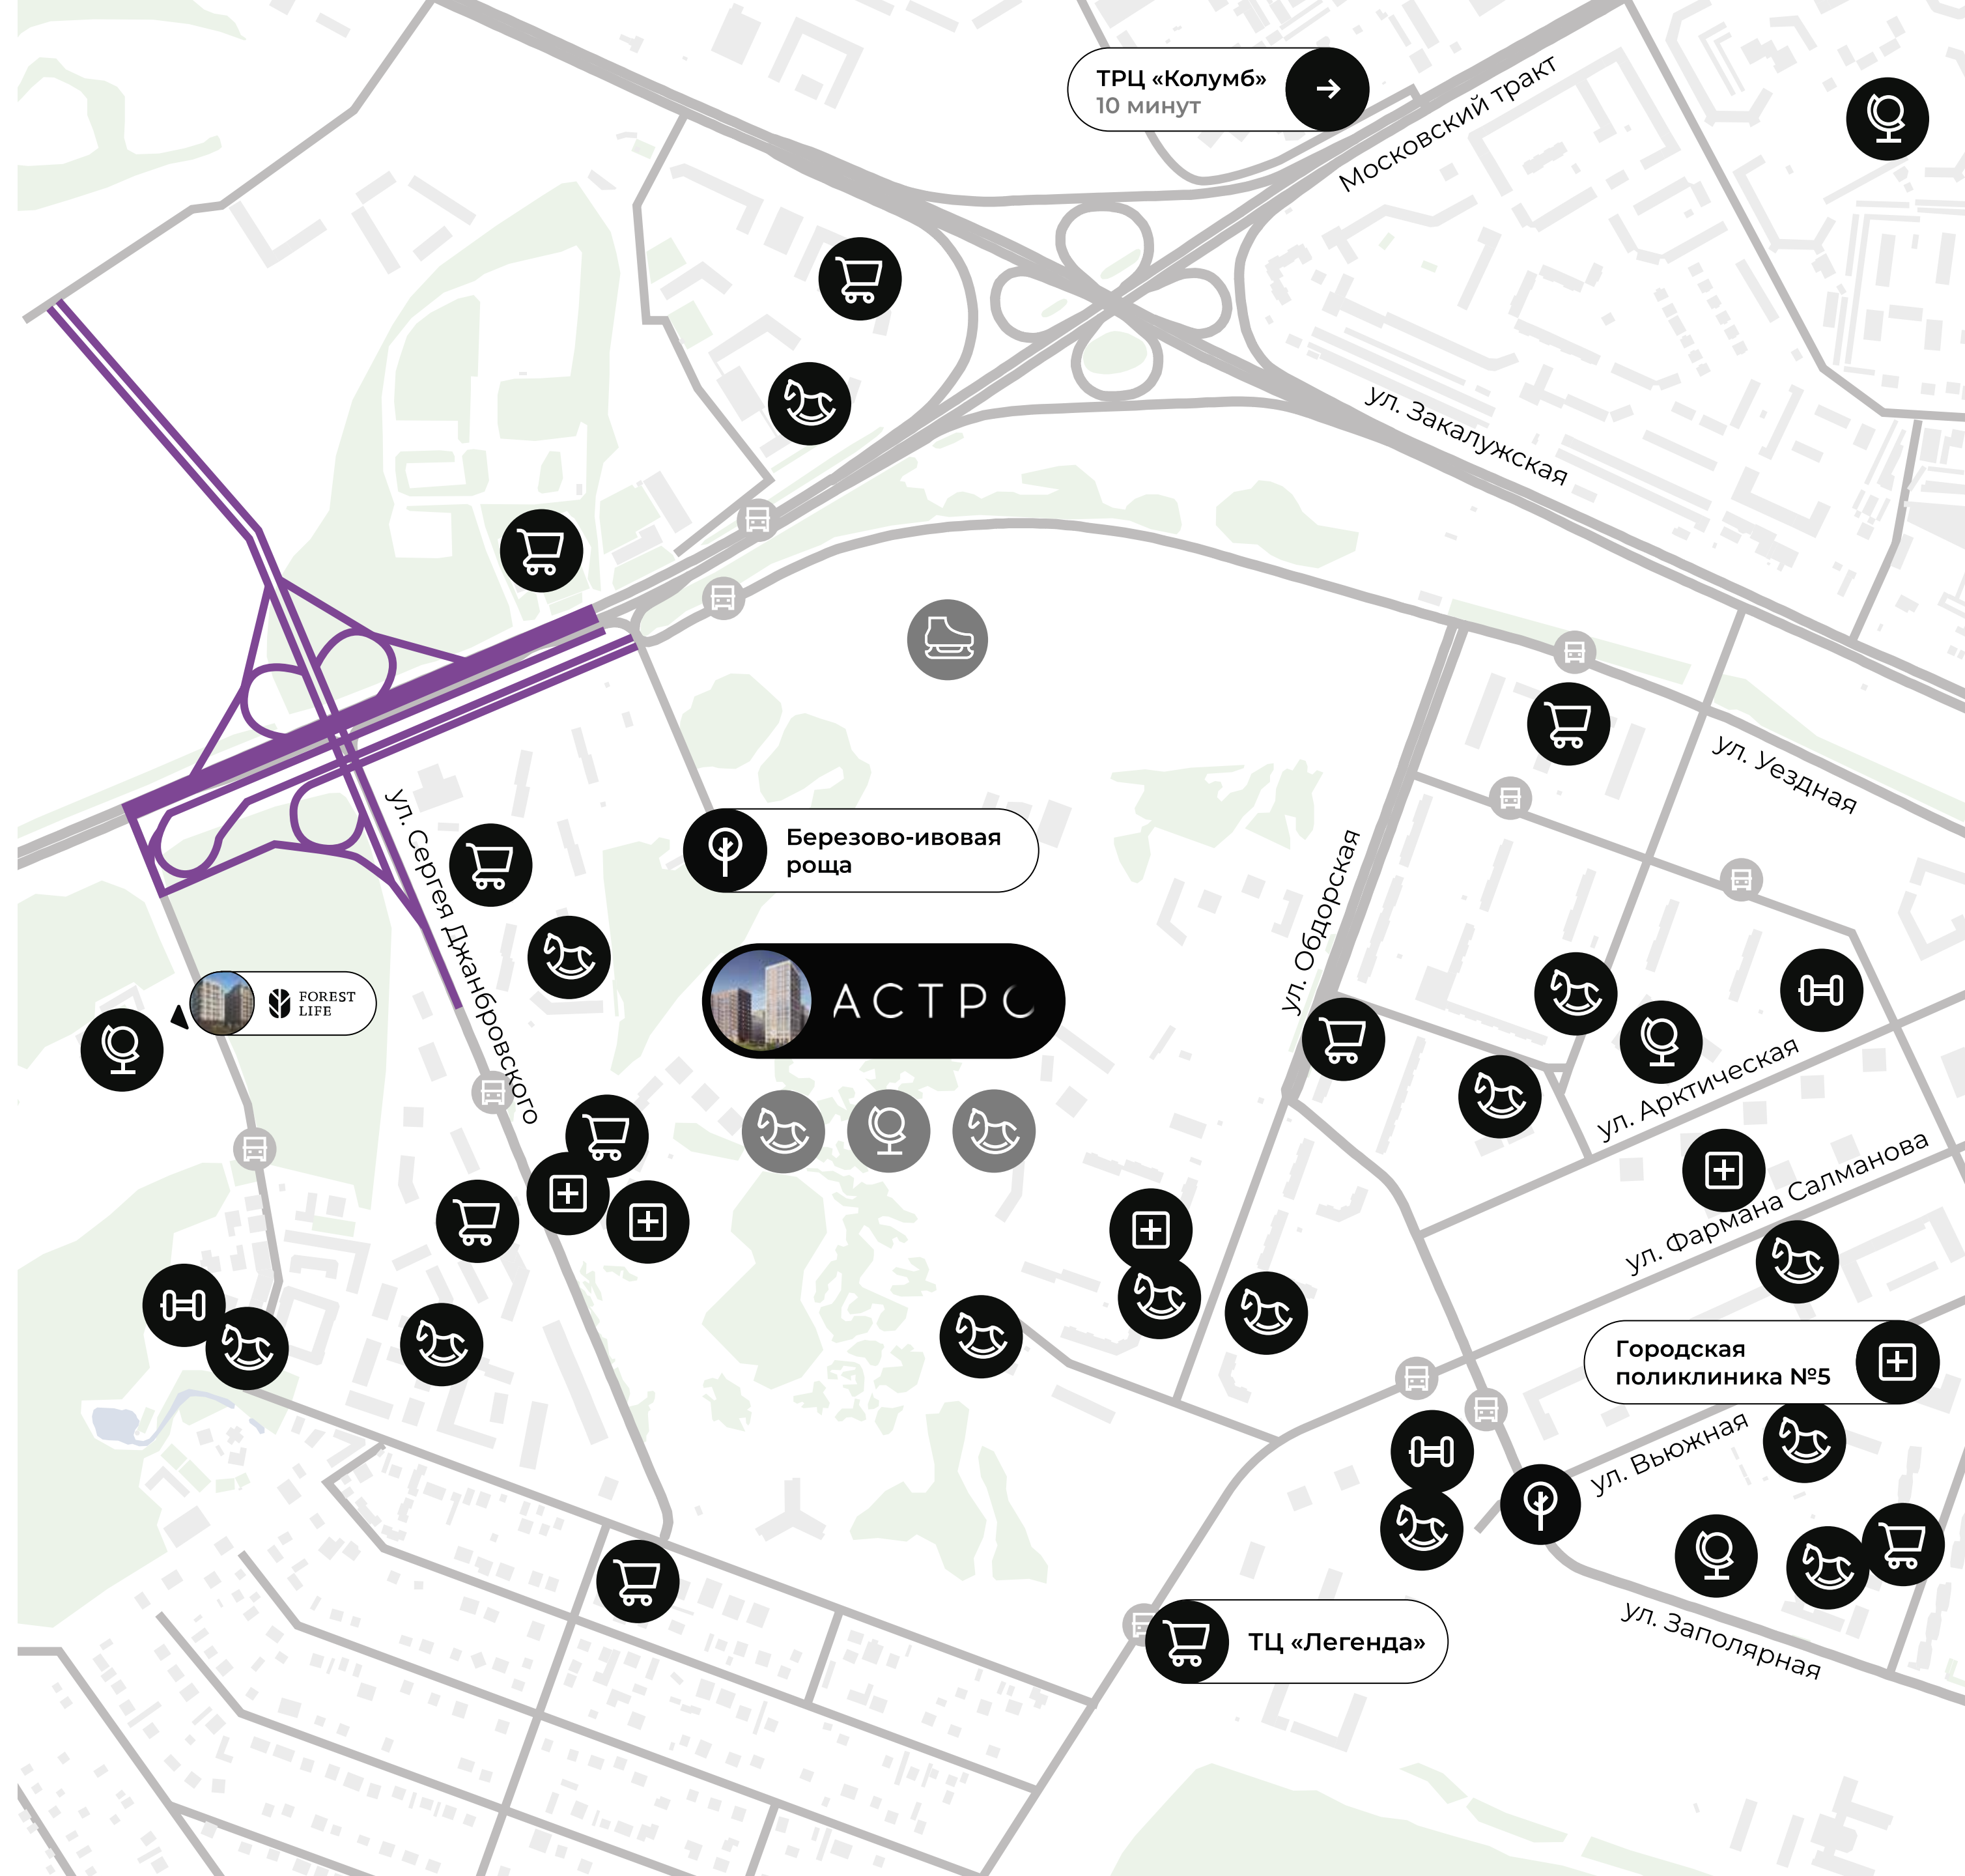 ТРЦ «Колумб»
10 минут
Московский тракт
ул. Закалужская
ул. Уездная
ул. Сергея Джанбровского
Березово-ивовая
роща
ул. Обдорская
FOREST
LIFE
АСТРО
ул. Арктическая
ул. Фармана Салманова
Городская
поликлиника №5
ул. Вьюжная
ул. Заполярная
ТЦ «Легенда»